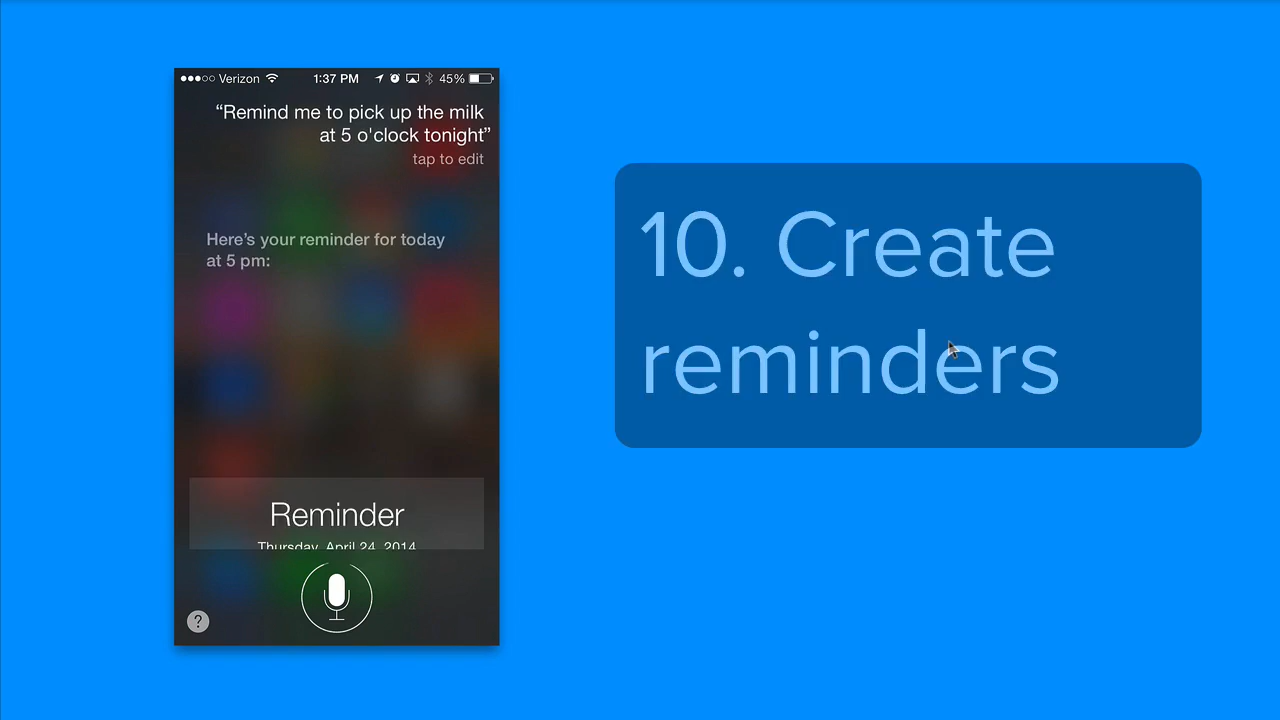 Verizon 1:37 PM 45%
“Remind me to pick up the milk
at 5 o'clock tonight”
tap to edit
Here’s your reminder for today
at 5 pm:
Reminder
Thursday, April 24, 2014
?
10. Create
reminders